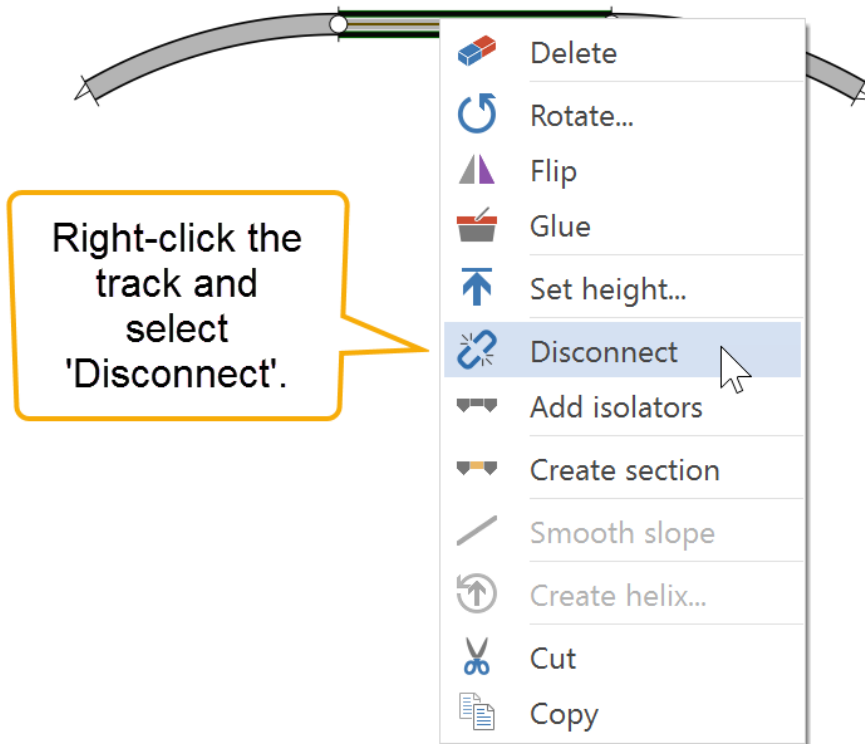 Delete
Rotate...
Flip
Glue
Set height...
Right-click the
track and
select
'Disconnect'.
Disconnect
Add isolators
Create section
Smooth slope
Create helix...
Cut
Copy